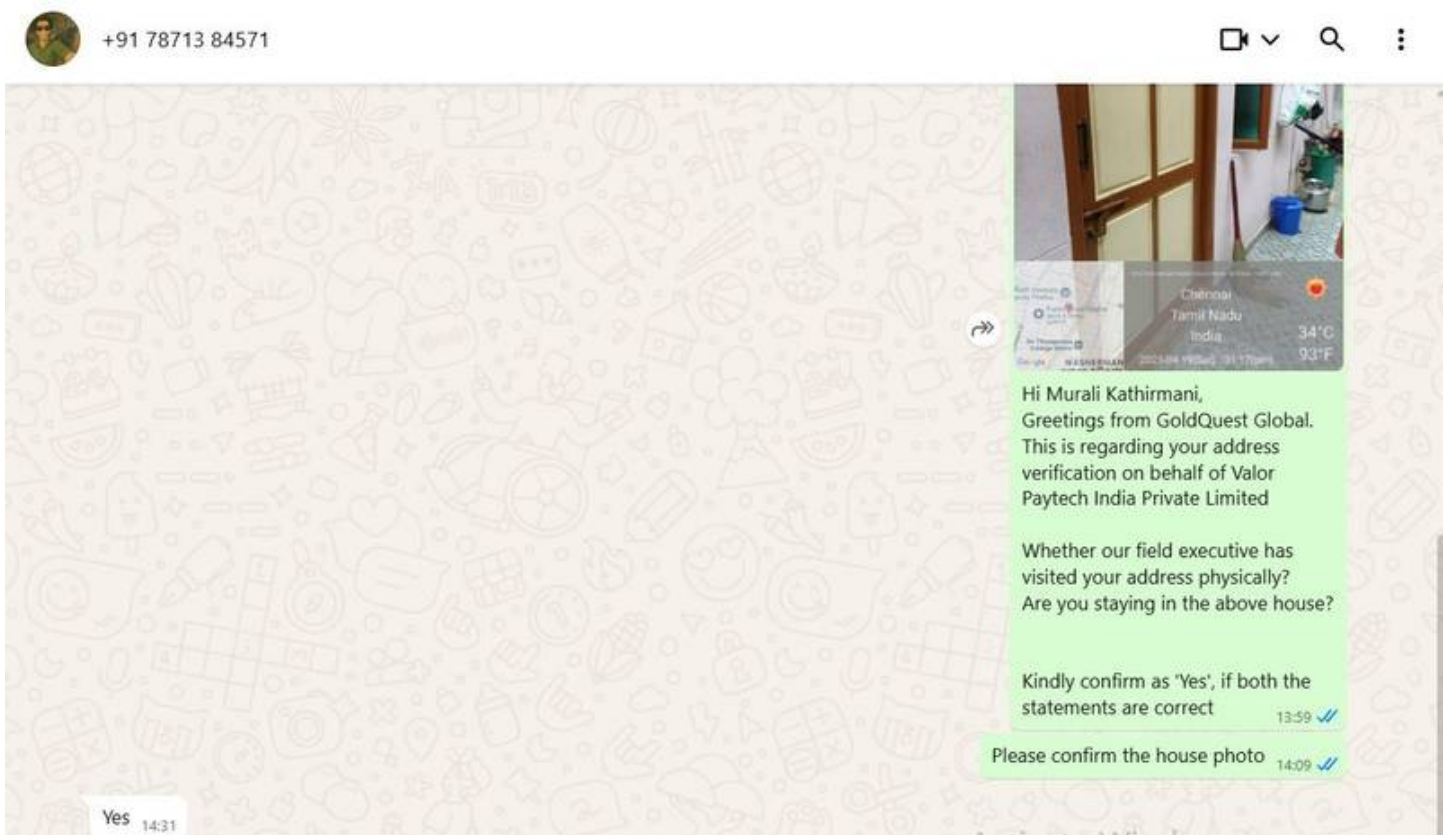 +91 78713 84571
Chennai
Tamil Nadu
India
34°C
93°F
Google
Hi Murali Kathirmani,
Greetings from GoldQuest Global.
This is regarding your address
verification on behalf of Valor
Paytech India Private Limited
Whether our field executive has
visited your address physically?
Are you staying in the above house?
Kindly confirm as 'Yes', if both the
statements are correct
13:59
Please confirm the house photo 14:09
Yes 14:31